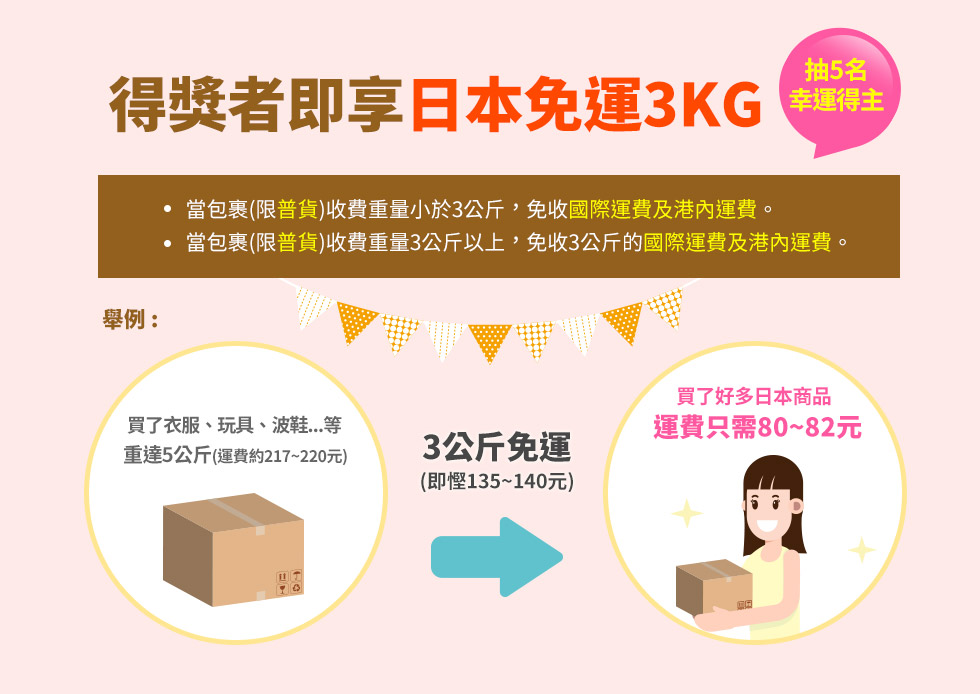 得獎者即享日本免運3KG
抽5名
幸運得主
• 當包裹(限普貨)收費重量小於3公斤，免收國際運費及港內運費。
• 當包裹(限普貨)收費重量3公斤以上，免收3公斤的國際運費及港內運費。
舉例：
買了衣服、玩具、波鞋...等
重達5公斤(運費約217~220元)
3公斤免運
(即慳135~140元)
買了好多日本商品
運費只需80~82元